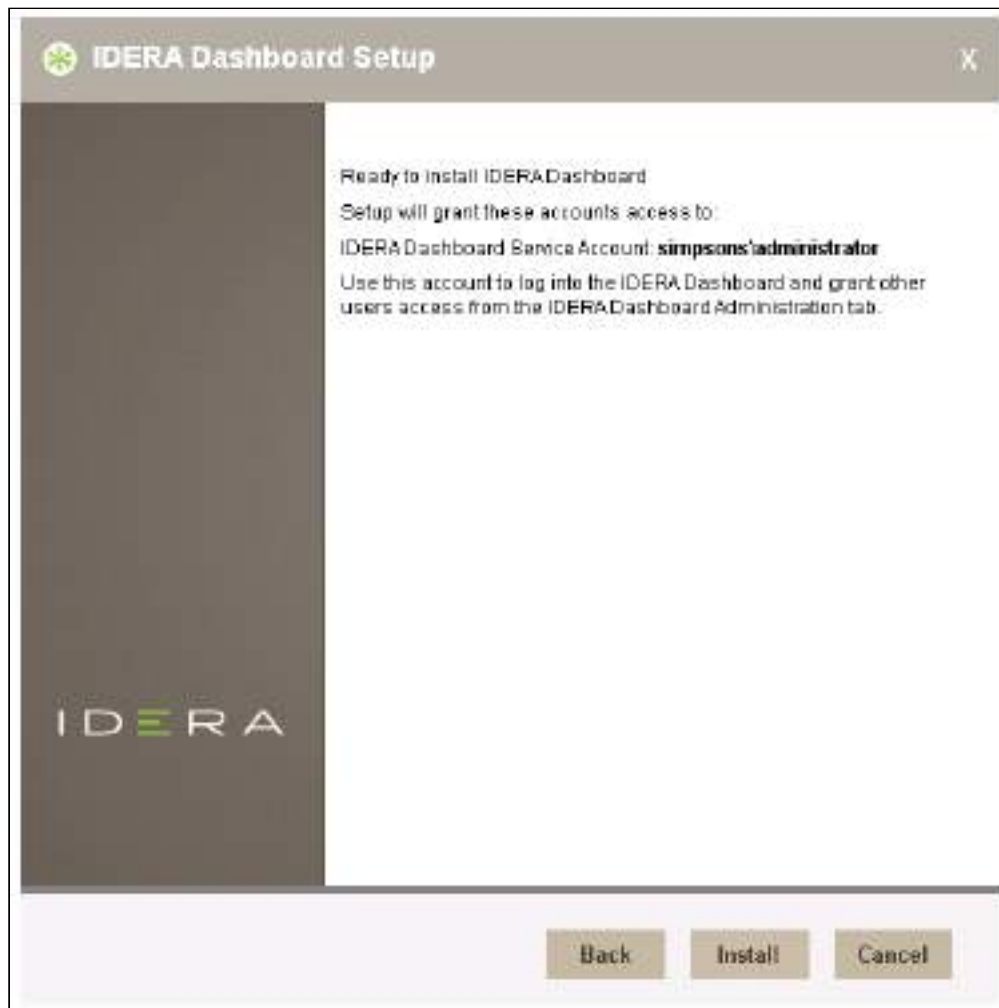 IDERA Dashboard Setup
X
Ready to install IDERA Dashboard
Setup will grant these accounts access to:
IDERA Dashboard Service Account: simpsons\administrator
Use this account to log into the IDERA Dashboard and grant other
users access from the IDERA Dashboard Administration tab.
IDERA
Back
Install
Cancel